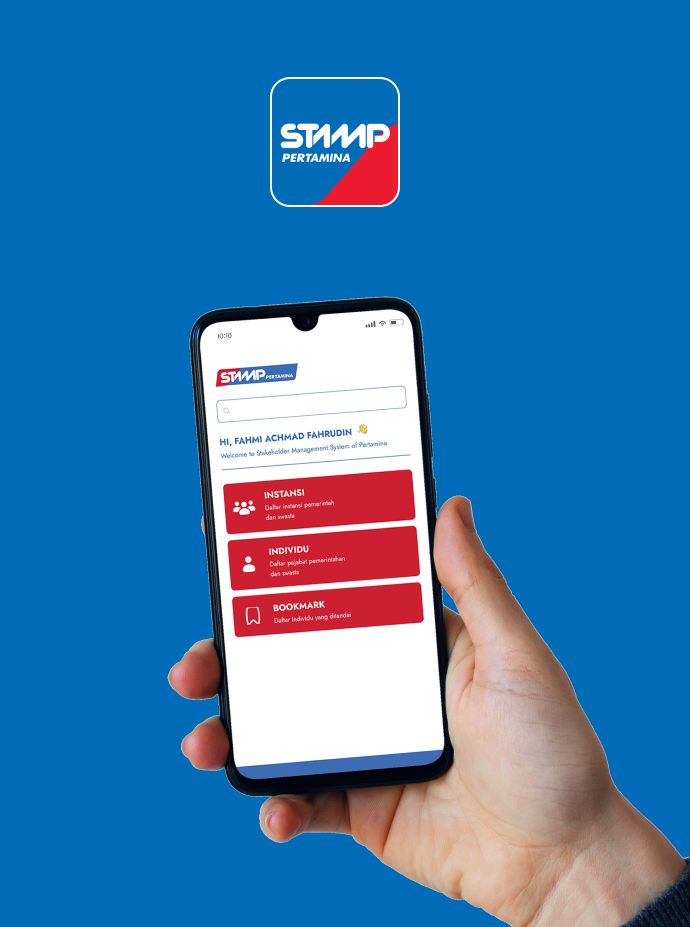 STAMP
PERTAMINA
10:10
STAMP PERTAMINA
HI, FAHMI ACHMAD FAHRUDIN 👋
Welcome to Stakeholder Management System of Pertamina
INSTANSI
Daftar instansi pemerintah
dan swasta
INDIVIDU
Daftar pejabat pemerintahan
dan swasta
BOOKMARK
Daftar Individu yang ditandai